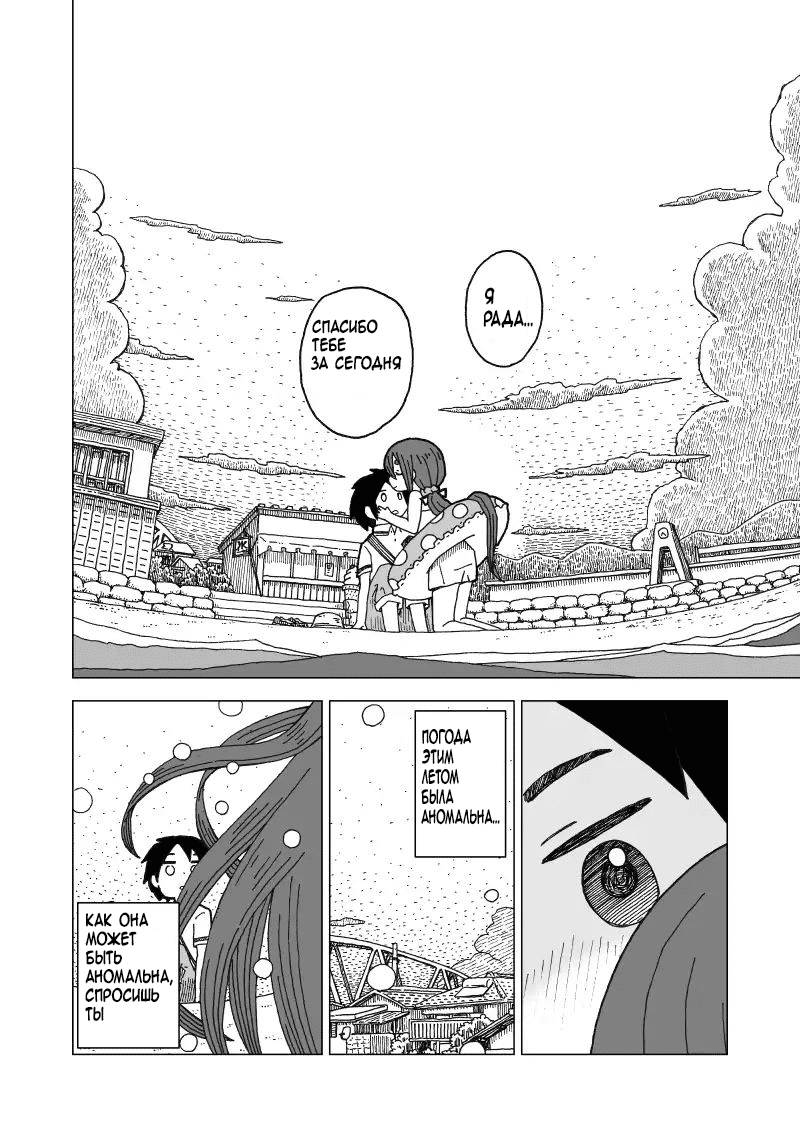 Я
РАДА...
СПАСИБО
ТЕБЕ
ЗА СЕГОДНЯ
ПОГОДА
ЭТИМ
ЛЕТОМ
БЫЛА
АНОМАЛЬНА...
КАК ОНА
МОЖЕТ
БЫТЬ
АНОМАЛЬНА,
СПРОСИШЬ
ТЫ